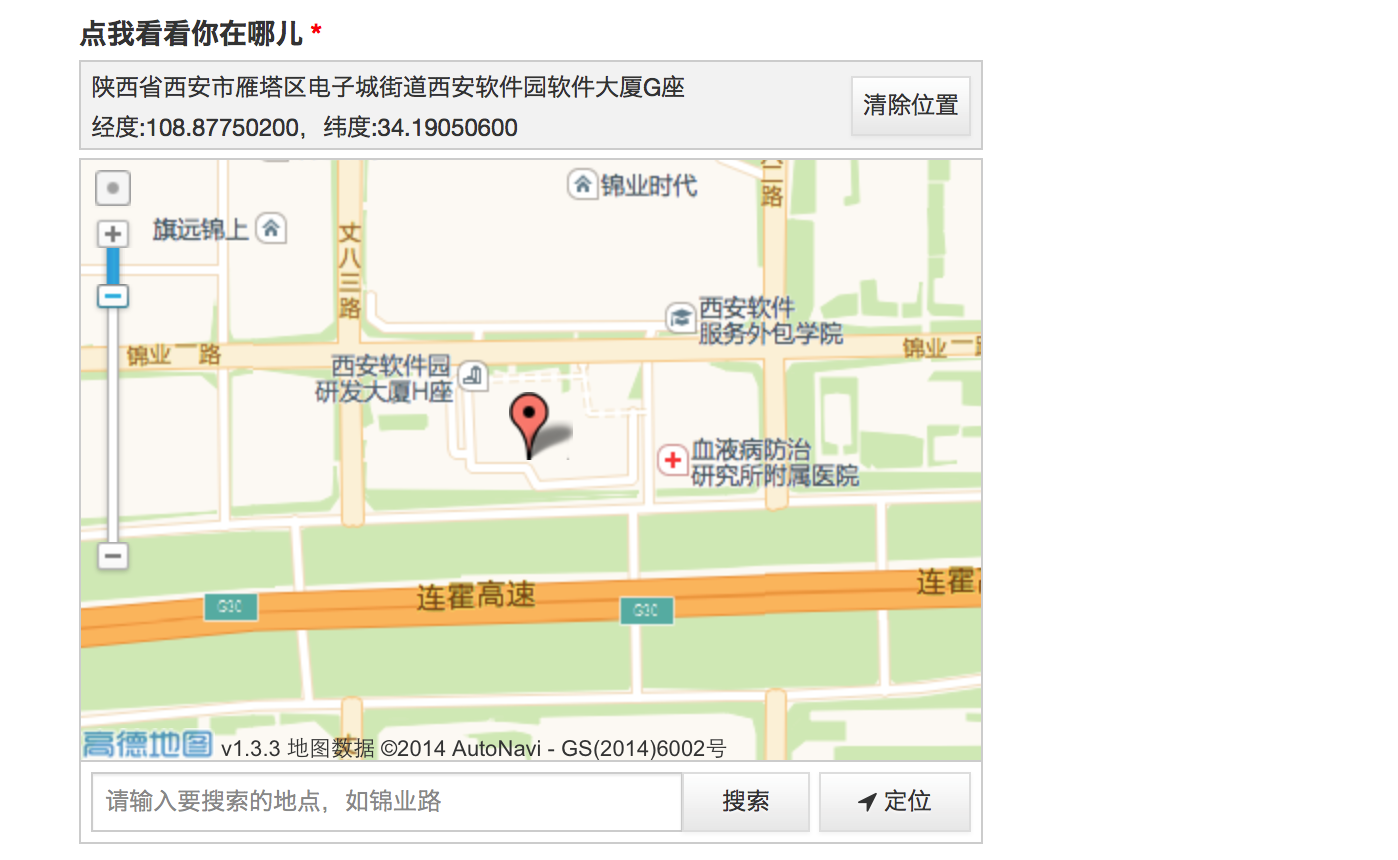 点我看看你在哪儿 *
陕西省西安市雁塔区电子城街道西安软件园软件大厦G座
经度:108.87750200，纬度:34.19050600
清除位置
锦业时代
二路
旗远锦上
丈八三路
西安软件
服务外包学院
锦业一路
锦业一路
西安软件园
研发大厦H座
血液病防治
研究所附属医院
连霍高速
连霍
G30
G30
高德地图 v1.3.3 地图数据 ©2014 AutoNavi - GS(2014)6002号
请输入要搜索的地点，如锦业路
搜索
定位